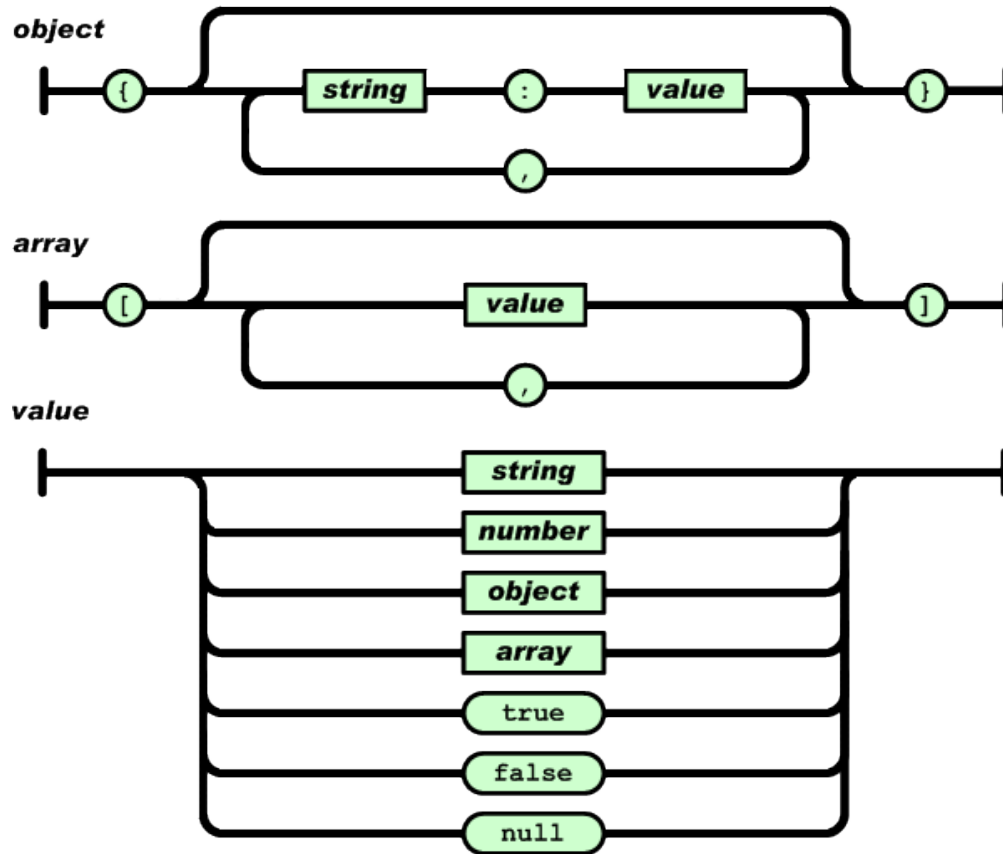 object
{ string : value }
,
array
[ value ]
,
value
string
number
object
array
true
false
null